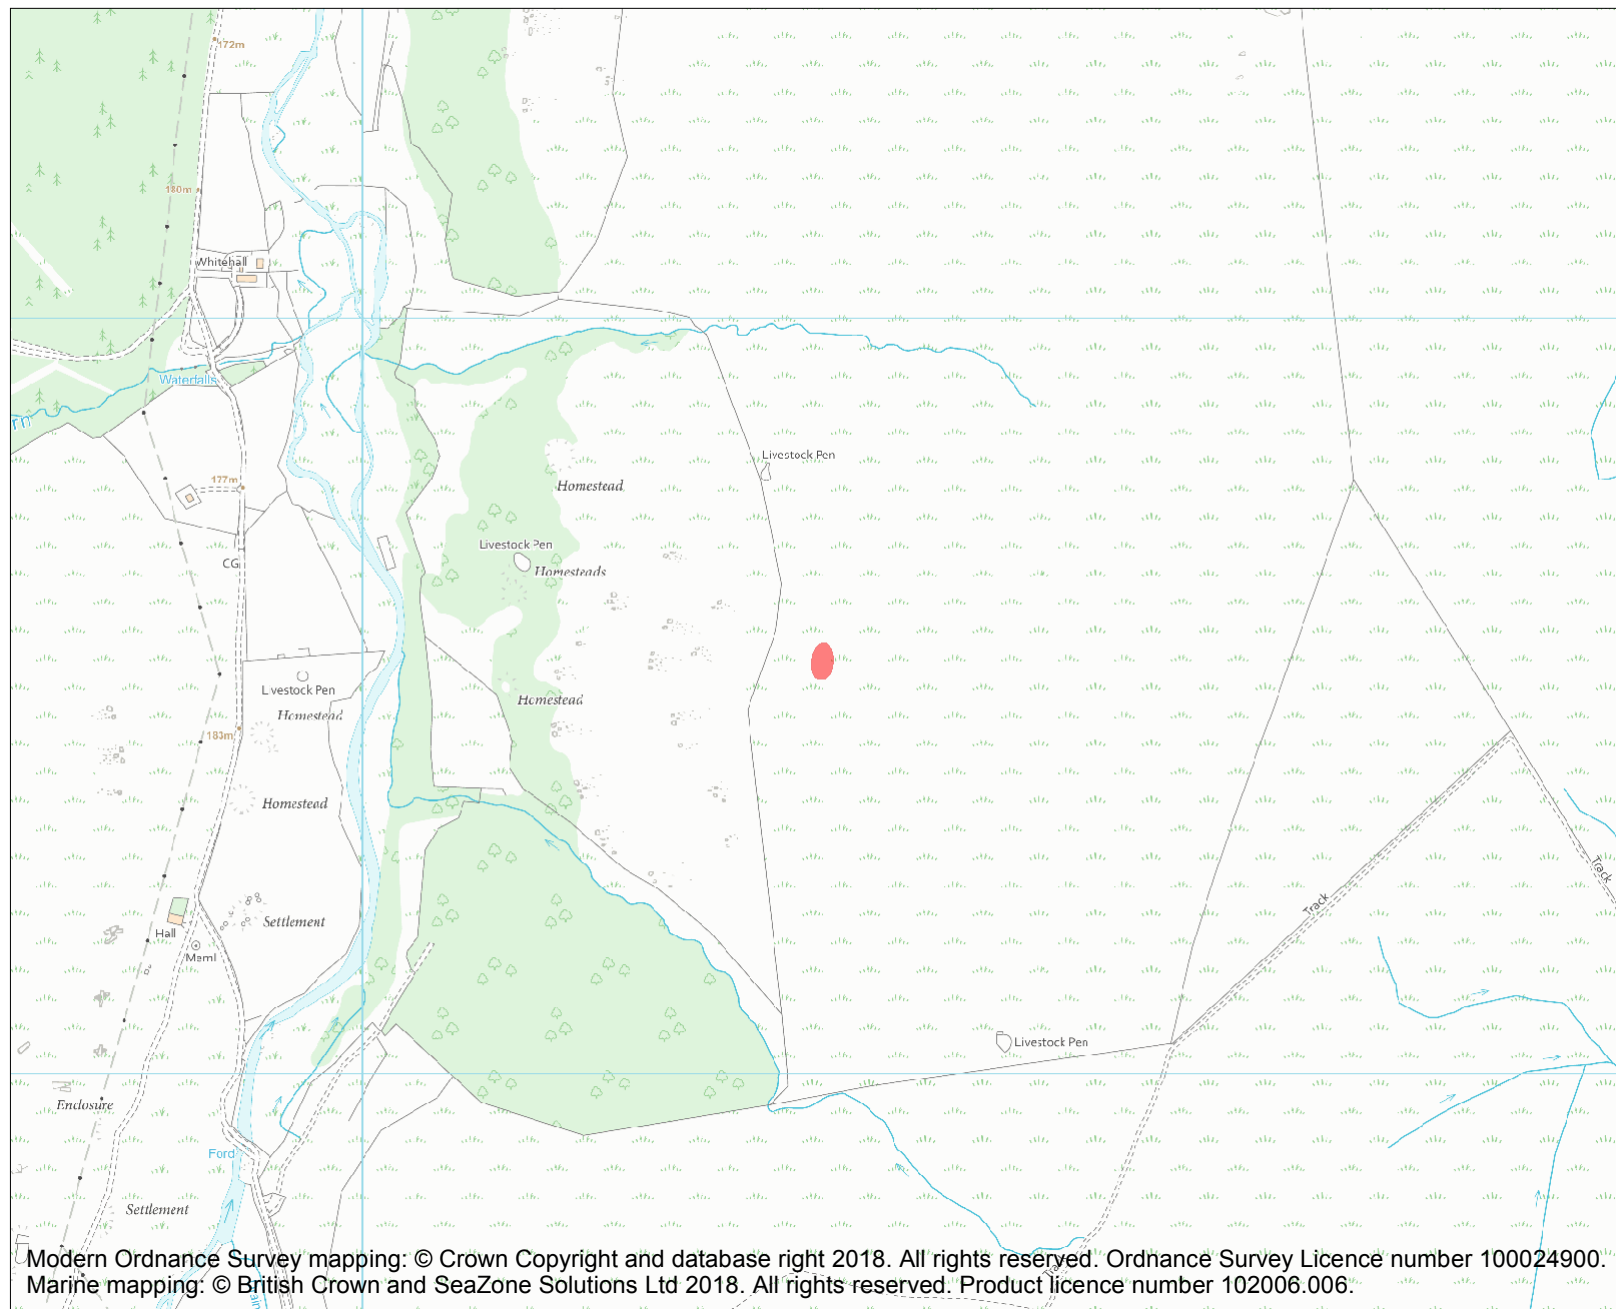 172m
180m
Whitehall
Waterfalls
rn
Livestock Pen
177m
Homestead
Livestock Pen
CG
Homesteads
Livestock Pen
Homestead
Homestead
183m
Homestead
Track
Track
Settlement
Hall
Meml
Livestock Pen
Enclosure
Ford
Settlement
Track
Modern Ordnance Survey mapping: © Crown Copyright and database right 2018. All rights reserved. Ordnance Survey Licence number 100024900.
Marine mapping: © British Crown and SeaZone Solutions Ltd 2018. All rights reserved. Product licence number 102006.006.